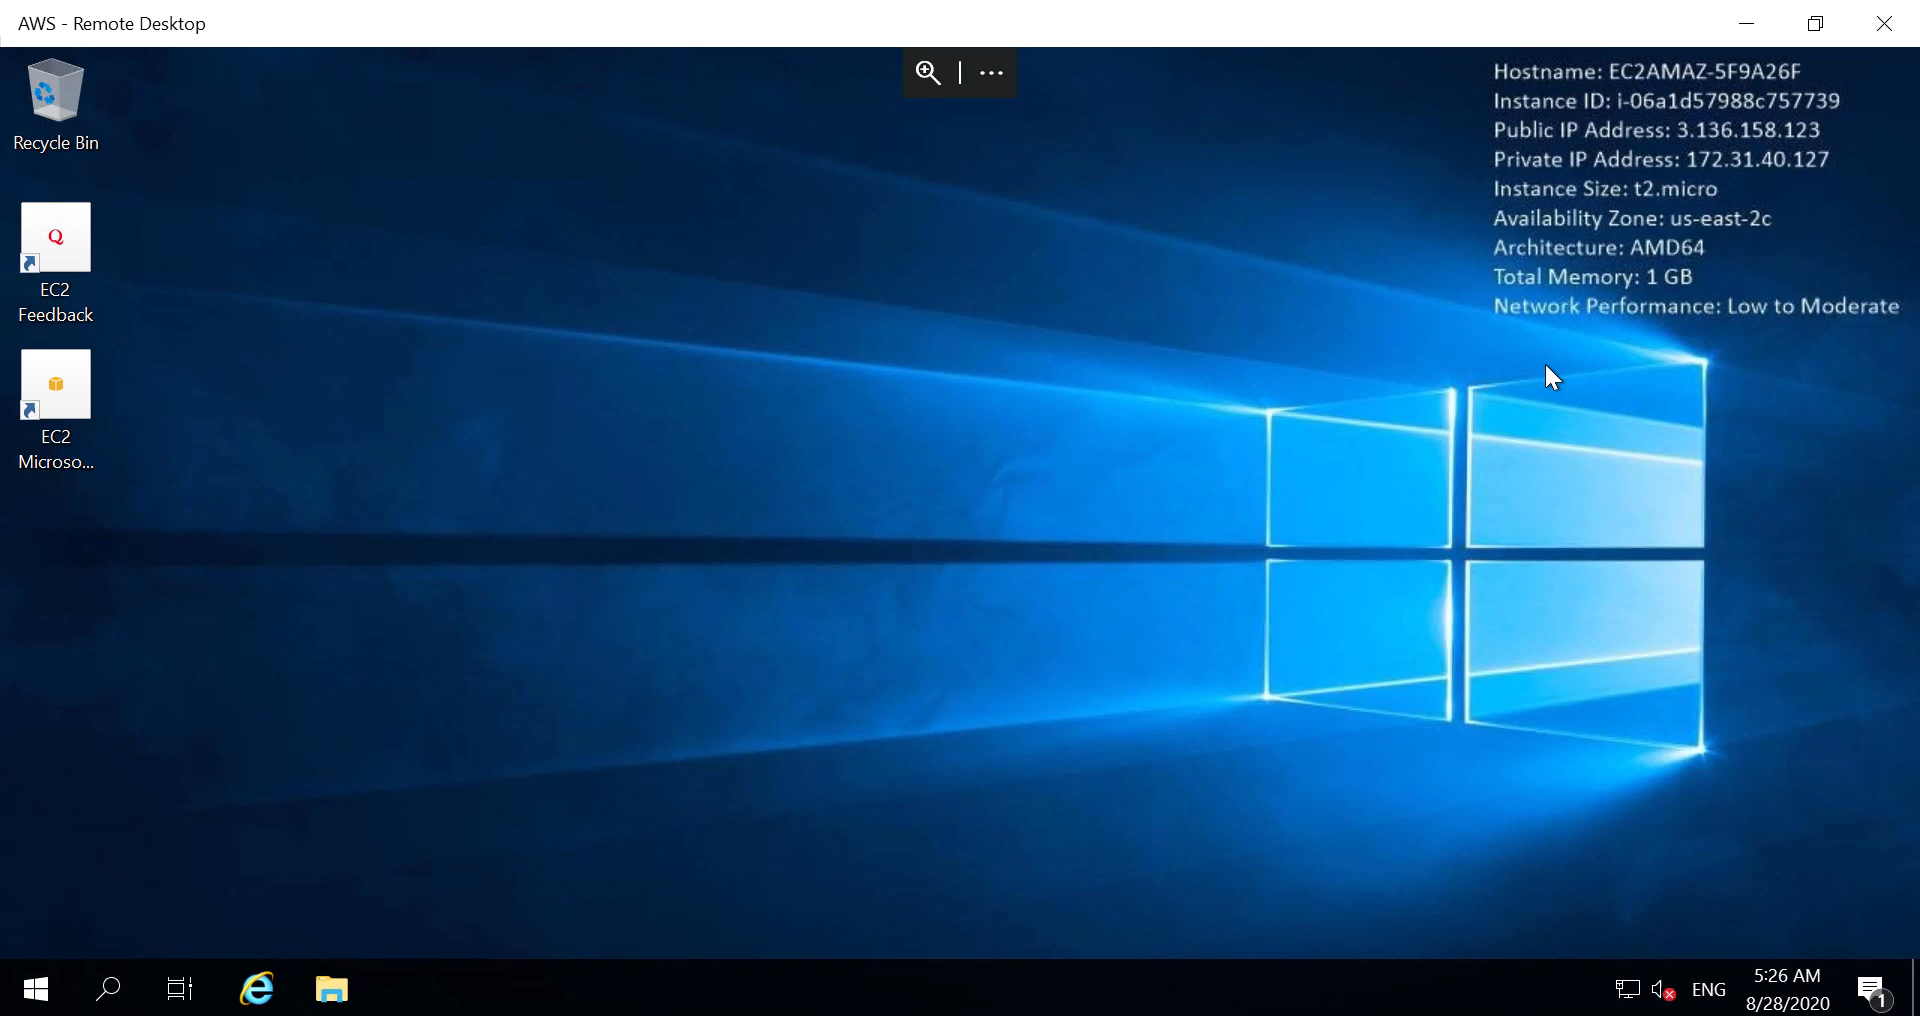 AWS - Remote Desktop
Hostname: EC2AMAZ-5F9A26F
Instance ID: i-06a1d57988c757739
Public IP Address: 3.136.158.123
Private IP Address: 172.31.40.127
Instance Size: t2.micro
Availability Zone: us-east-2c
Architecture: AMD64
Total Memory: 1 GB
Network Performance: Low to Moderate
Recycle Bin
Q
EC2
Feedback
EC2
Microso...
ENG
5:26 AM
8/28/2020
1